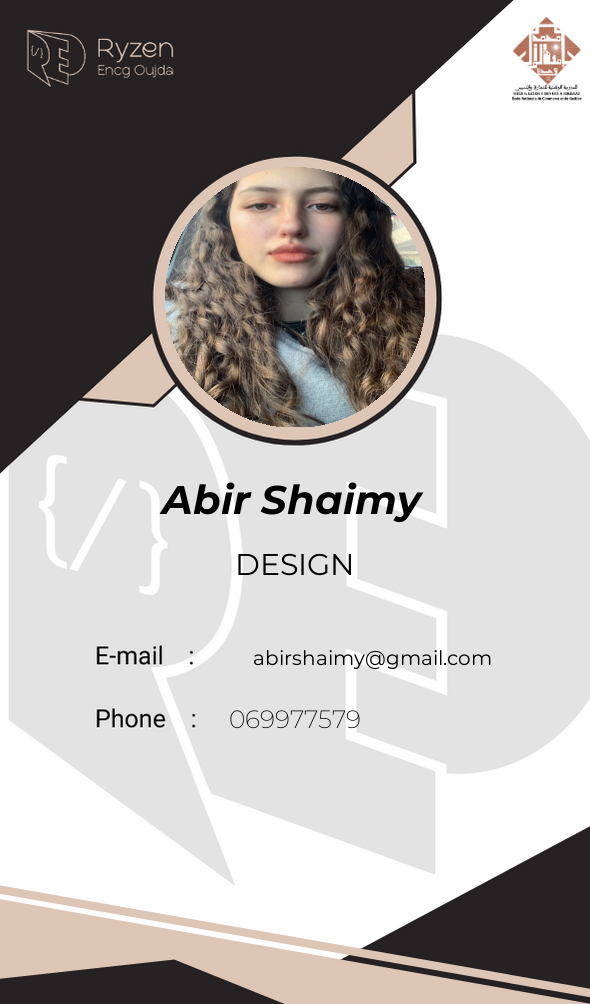 Ryzen
Encg Oujda
Abir Shaimy
DESIGN
E-mail :
abirshaimy@gmail.com
Phone :
069977579